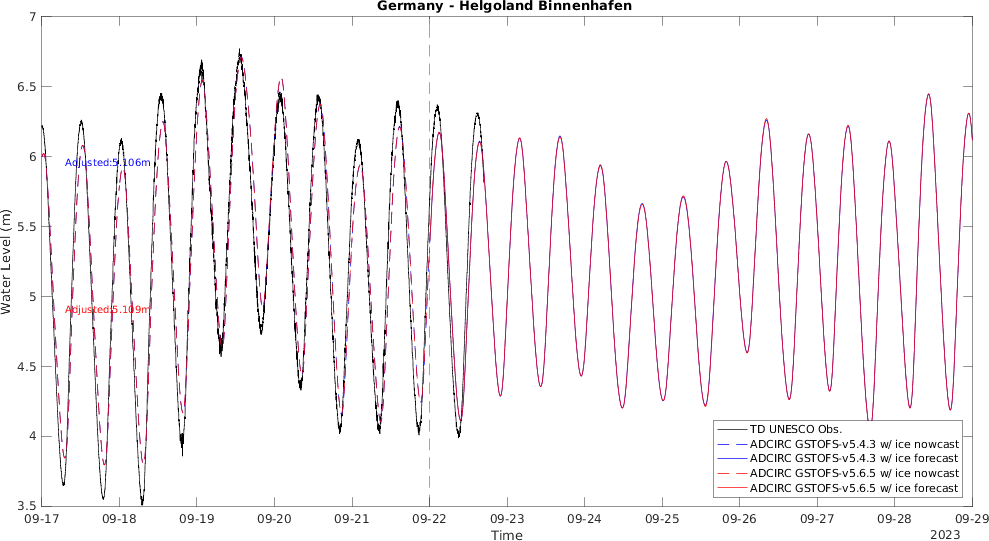 Germany - Helgoland Binnenhafen
7
6.5
6
5.5
5
4.5
4
3.5
Water Level (m)
Adjusted:5.106m
Adjusted:5.109m
TD UNESCO Obs.
ADCIRC GSTOFS-v5.4.3 w/ ice nowcast
ADCIRC GSTOFS-v5.4.3 w/ ice forecast
ADCIRC GSTOFS-v5.6.5 w/ ice nowcast
ADCIRC GSTOFS-v5.6.5 w/ ice forecast
09-17 09-18 09-19 09-20 09-21 09-22 09-23 09-24 09-25 09-26 09-27 09-28 09-29
Time
2023